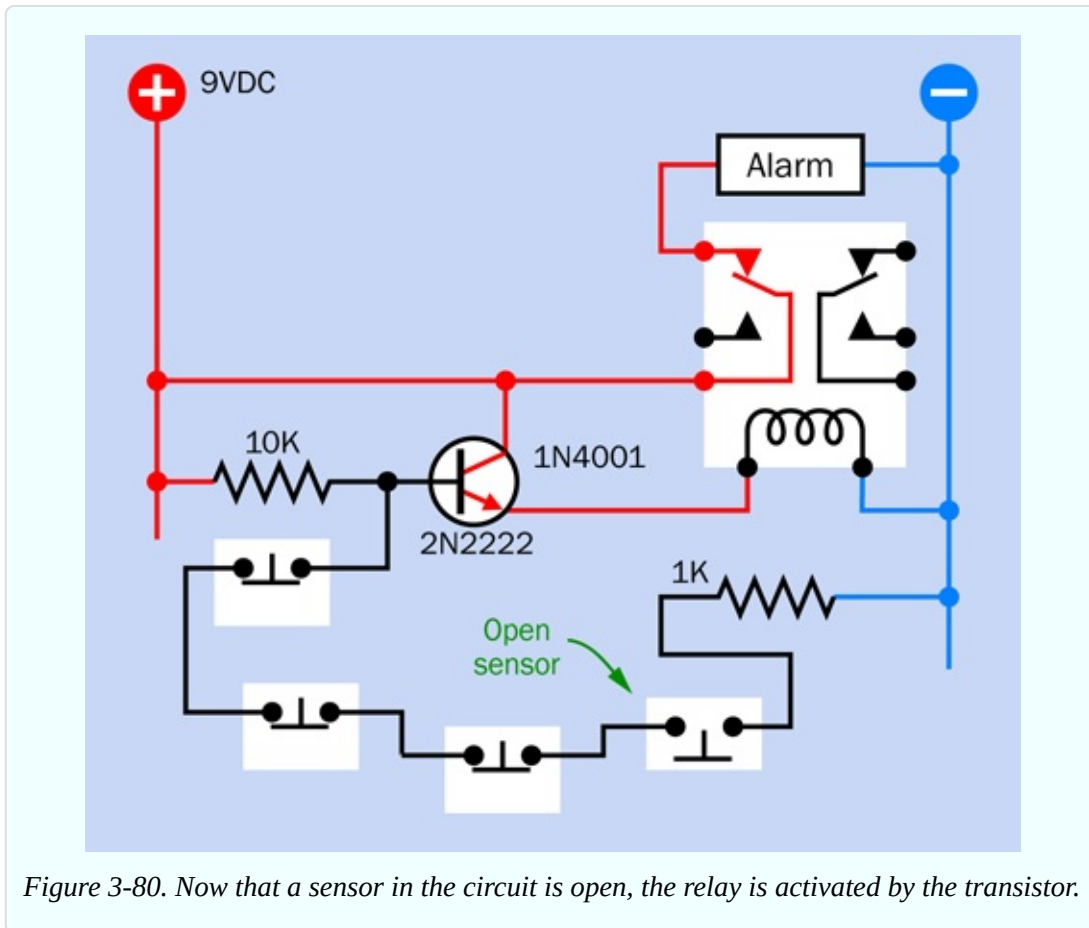 9VDC
Alarm
10K
1N4001
2N2222
1K
Open
sensor
Figure 3-80. Now that a sensor in the circuit is open, the relay is activated by the transistor.